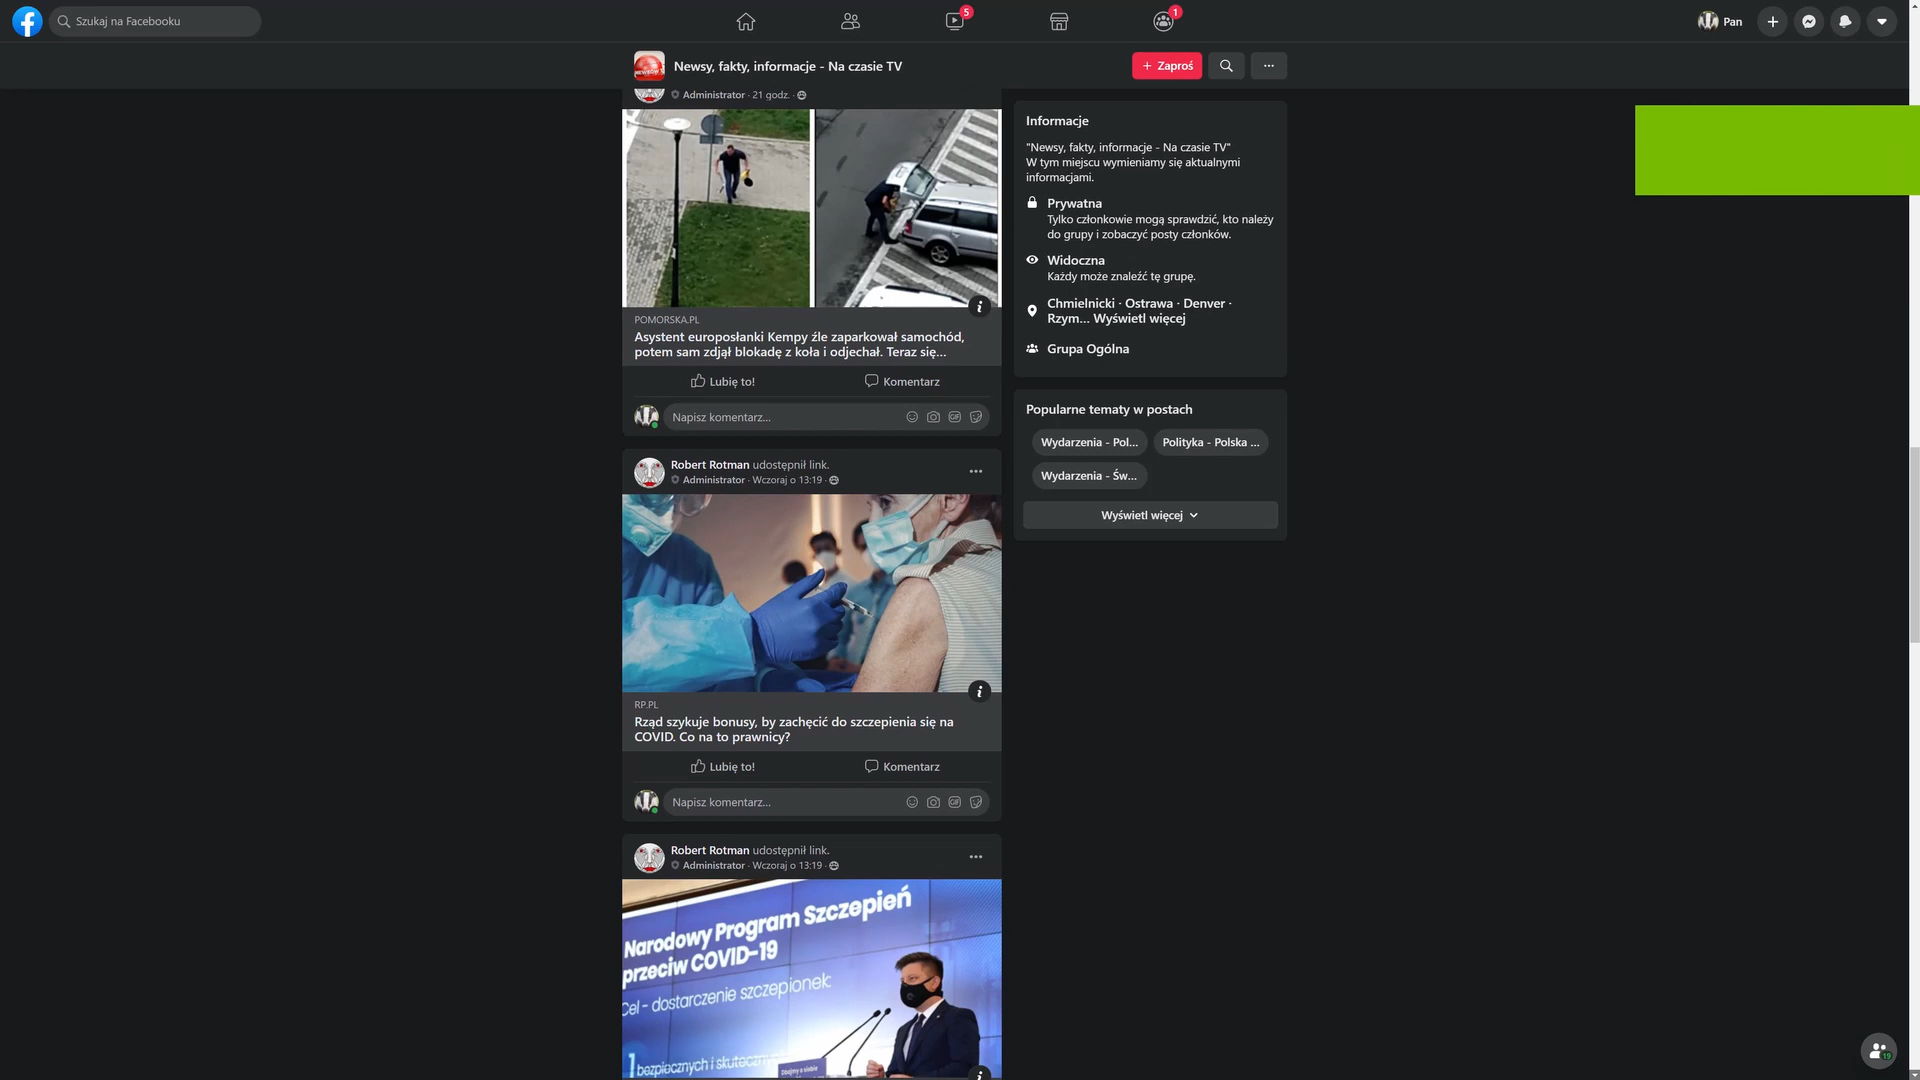 Szukaj na Facebooku
5
1
Pan
Newsy, fakty, informacje - Na czasie TV
Zaproś
Administrator · 21 godz. ·
POMORSKA.PL
Asystent europosłanki Kempy źle zaparkował samochód,
potem sam zdjął blokadę z koła i odjechał. Teraz się...
Lubię to!
Komentarz
Napisz komentarz...
GIF
Robert Rotman udostępnił link.
Administrator · Wczoraj o 13:19 ·
RP.PL
Rząd szykuje bonusy, by zachęcić do szczepienia się na
COVID. Co na to prawnicy?
Lubię to!
Komentarz
Napisz komentarz...
GIF
Robert Rotman udostępnił link.
Administrator · Wczoraj o 13:19 ·
Narodowy Program Szczepień
przeciw COVID-19
Cel - dostarczenie szczepionek:
1 bezpiecznych i skutecznych
Dbajmy o siebie
Informacje
"Newsy, fakty, informacje - Na czasie TV"
W tym miejscu wymieniamy się aktualnymi
informacjami.
Prywatna
Tylko członkowie mogą sprawdzić, kto należy
do grupy i zobaczyć posty członków.
Widoczna
Każdy może znaleźć tę grupę.
Chmielnicki · Ostrawa · Denver ·
Rzym... Wyświetl więcej
Grupa Ogólna
Popularne tematy w postach
Wydarzenia - Pol...
Polityka - Polska ...
Wydarzenia - Św...
Wyświetl więcej
19